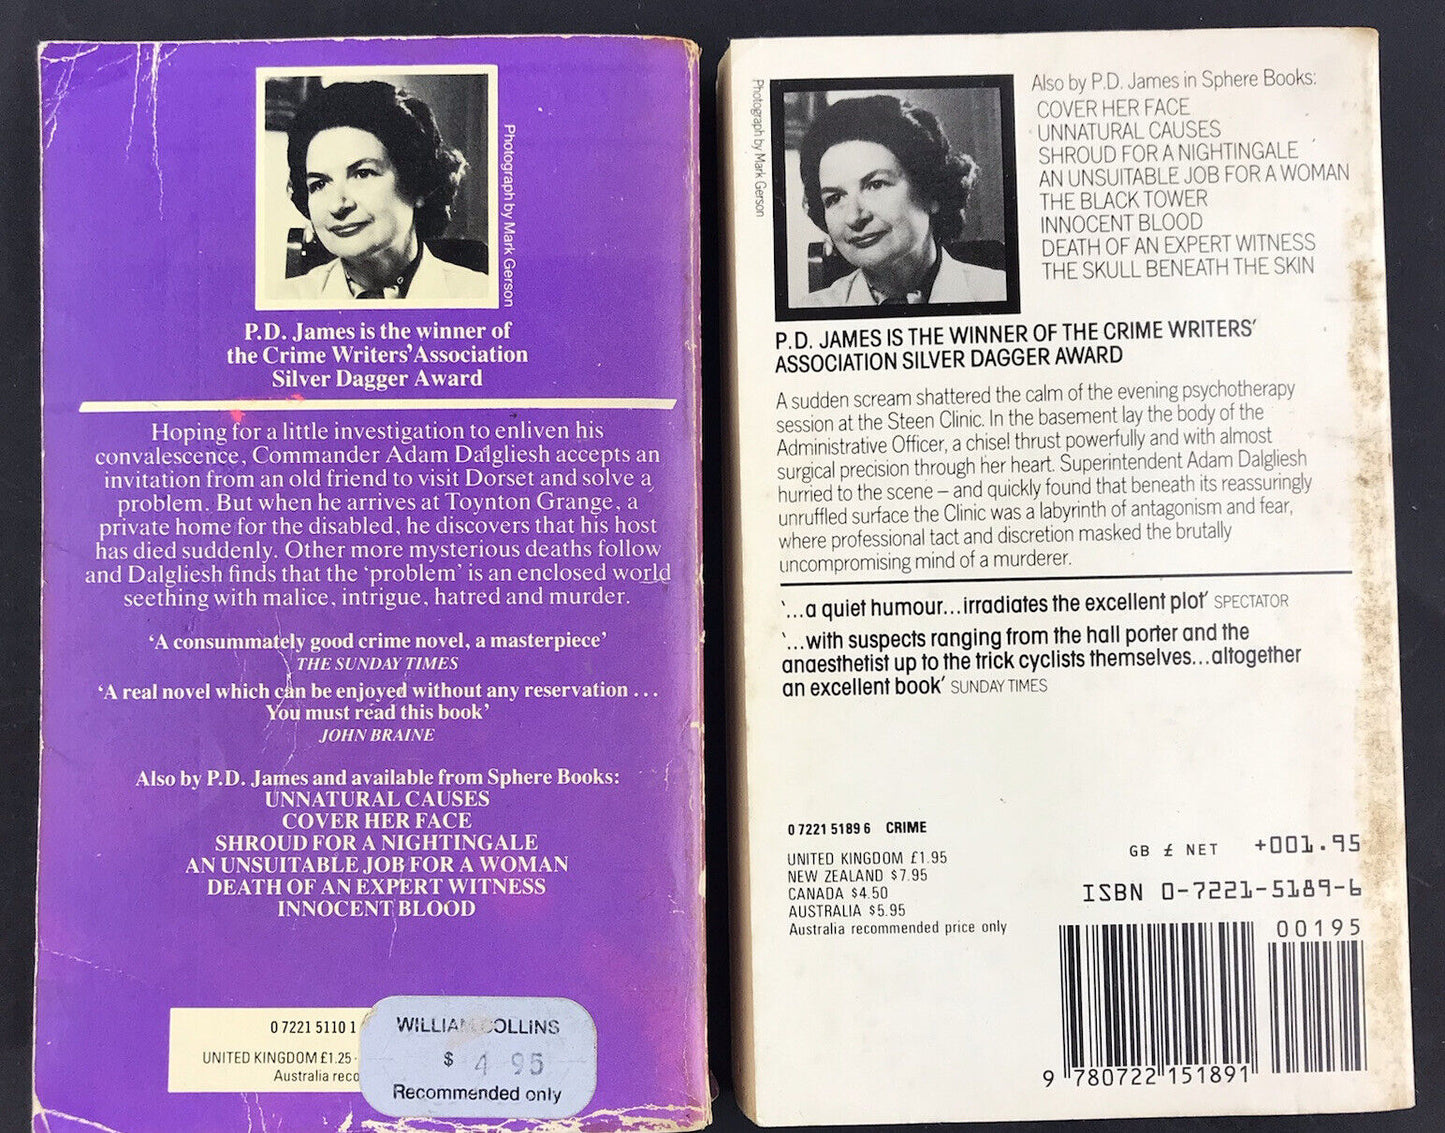 Photograph by Mark Gerson
P.D. James is the winner of
the Crime Writers' Association
Silver Dagger Award
Hoping for a little investigation to enliven his
convalescence, Commander Adam Dalgliesh accepts an
invitation from an old friend to visit Dorset and solve a
problem. But when he arrives at Toynton Grange, a
private home for the disabled, he discovers that his host
has died suddenly. Other more mysterious deaths follow
and Dalgliesh finds that the 'problem' is an enclosed world
seething with malice, intrigue, hatred and murder.
'A consummately good crime novel, a masterpiece'
THE SUNDAY TIMES
'A real novel which can be enjoyed without any reservation . . .
You must read this book'
JOHN BRAINE
Also by P.D. James and available from Sphere Books:
UNNATURAL CAUSES
COVER HER FACE
SHROUD FOR A NIGHTINGALE
AN UNSUITABLE JOB FOR A WOMAN
DEATH OF AN EXPERT WITNESS
INNOCENT BLOOD
0 7221 5110 1
UNITED KINGDOM £1.25
Australia reco
WILLIAM COLLINS
$ 4 95
Recommended only
Photograph by Mark Gerson
Also by P.D. James in Sphere Books:
COVER HER FACE
UNNATURAL CAUSES
SHROUD FOR A NIGHTINGALE
AN UNSUITABLE JOB FOR A WOMAN
THE BLACK TOWER
INNOCENT BLOOD
DEATH OF AN EXPERT WITNESS
THE SKULL BENEATH THE SKIN
P.D. JAMES IS THE WINNER OF THE CRIME WRITERS'
ASSOCIATION SILVER DAGGER AWARD
A sudden scream shattered the calm of the evening psychotherapy
session at the Steen Clinic. In the basement lay the body of the
Administrative Officer, a chisel thrust powerfully and with almost
surgical precision through her heart. Superintendent Adam Dalgliesh
hurried to the scene – and quickly found that beneath its reassuringly
unruffled surface the Clinic was a labyrinth of antagonism and fear,
where professional tact and discretion masked the brutally
uncompromising mind of a murderer.
'...a quiet humour...irradiates the excellent plot' SPECTATOR
'...with suspects ranging from the hall porter and the
anaesthetist up to the trick cyclists themselves...altogether
an excellent book' SUNDAY TIMES
0 7221 5189 6 CRIME
UNITED KINGDOM £1.95
NEW ZEALAND $7.95
CANADA $4.50
AUSTRALIA $5.95
Australia recommended price only
GB £ NET +001.95
ISBN 0-7221-5189-6
00195
9 780722 151891